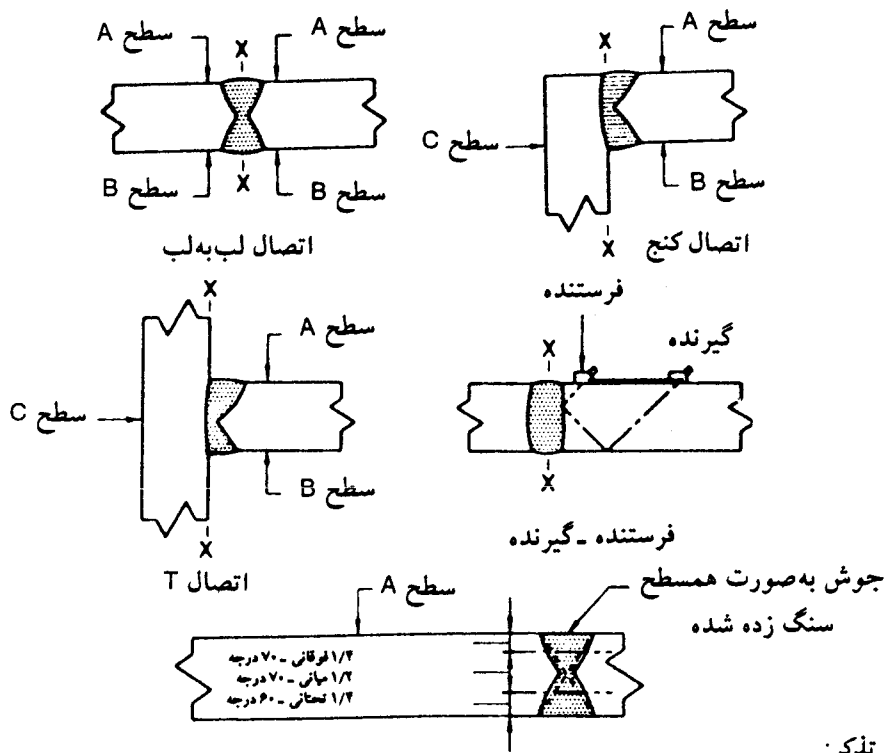 سطح A
سطح A
X
سطح B
سطح B
X
اتصال لب‌به‌لب
X
سطح A
سطح C
سطح B
X
اتصال کنج
X
سطح A
سطح C
سطح B
X
اتصال T
فرستنده
گیرنده
X
X
فرستنده ـ گیرنده
سطح A
جوش به‌صورت همسطح
سنگ زده شده
۱/۴ فوقانی ـ ۷۰ درجه
۱/۲ میانی ـ ۷۰ درجه
۱/۴ تحتانی ـ ۶۰ درجه
تذکر: